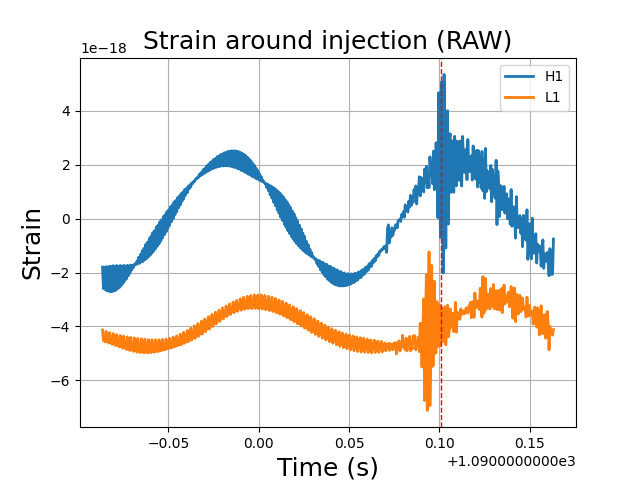 Strain around injection (RAW)
1e−18
H1
L1
4
2
0
−2
−4
−6
Strain
−0.05 0.00 0.05 0.10 0.15
+1.0900000000e3
Time (s)